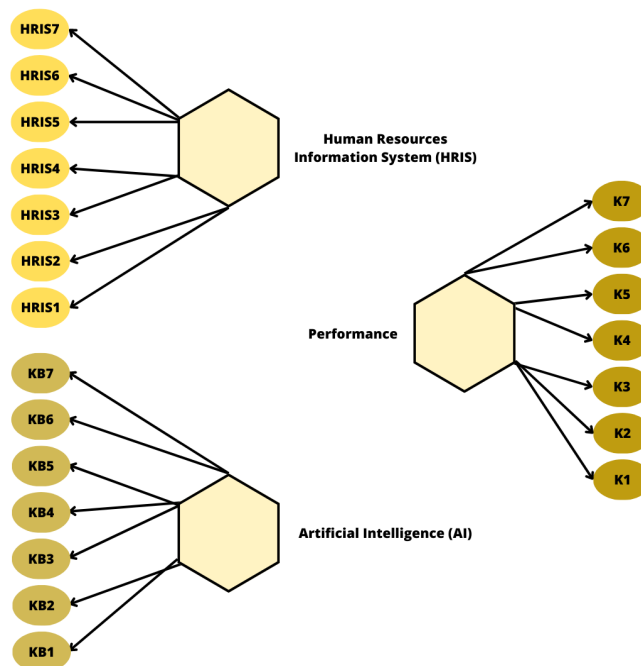 HRIS7
HRIS6
HRIS5
HRIS4
HRIS3
HRIS2
HRIS1
Human Resources
Information System (HRIS)
K7
K6
K5
K4
K3
K2
K1
Performance
KB7
KB6
KB5
KB4
KB3
KB2
KB1
Artificial Intelligence (AI)